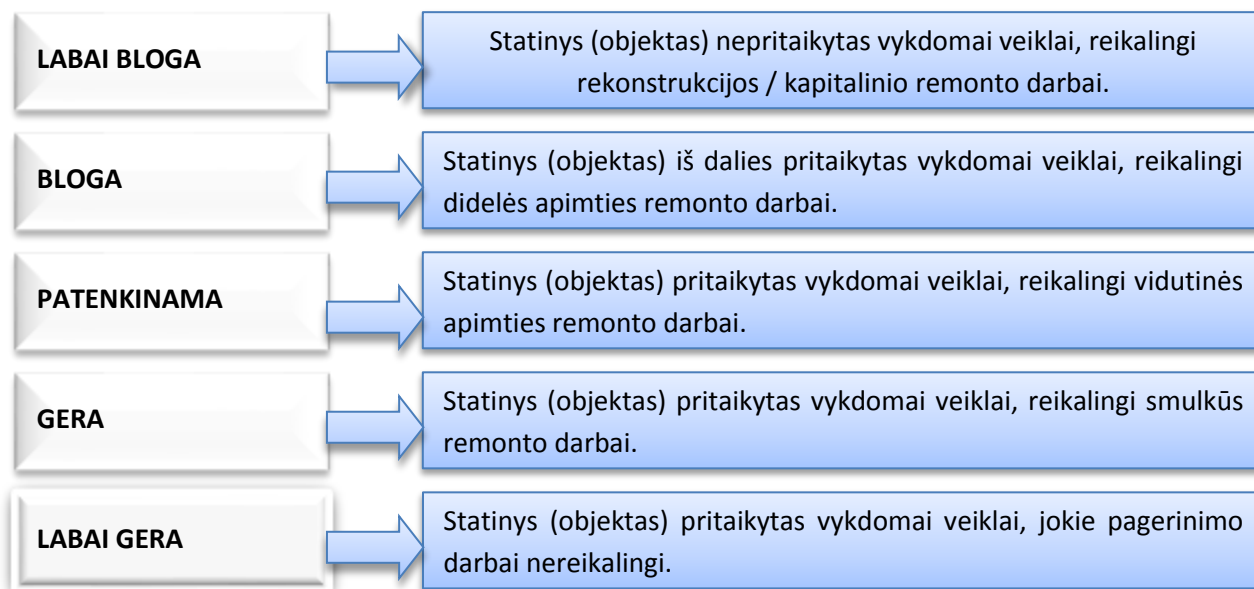 LABAI BLOGA
Statinys (objektas) nepritaikytas vykdomai veiklai, reikalingi
rekonstrukcijos / kapitalinio remonto darbai.
BLOGA
Statinys (objektas) iš dalies pritaikytas vykdomai veiklai, reikalingi
didelės apimties remonto darbai.
PATENKINAMA
Statinys (objektas) pritaikytas vykdomai veiklai, reikalingi vidutinės
apimties remonto darbai.
GERA
Statinys (objektas) pritaikytas vykdomai veiklai, reikalingi smulkūs
remonto darbai.
LABAI GERA
Statinys (objektas) pritaikytas vykdomai veiklai, jokie pagerinimo
darbai nereikalingi.